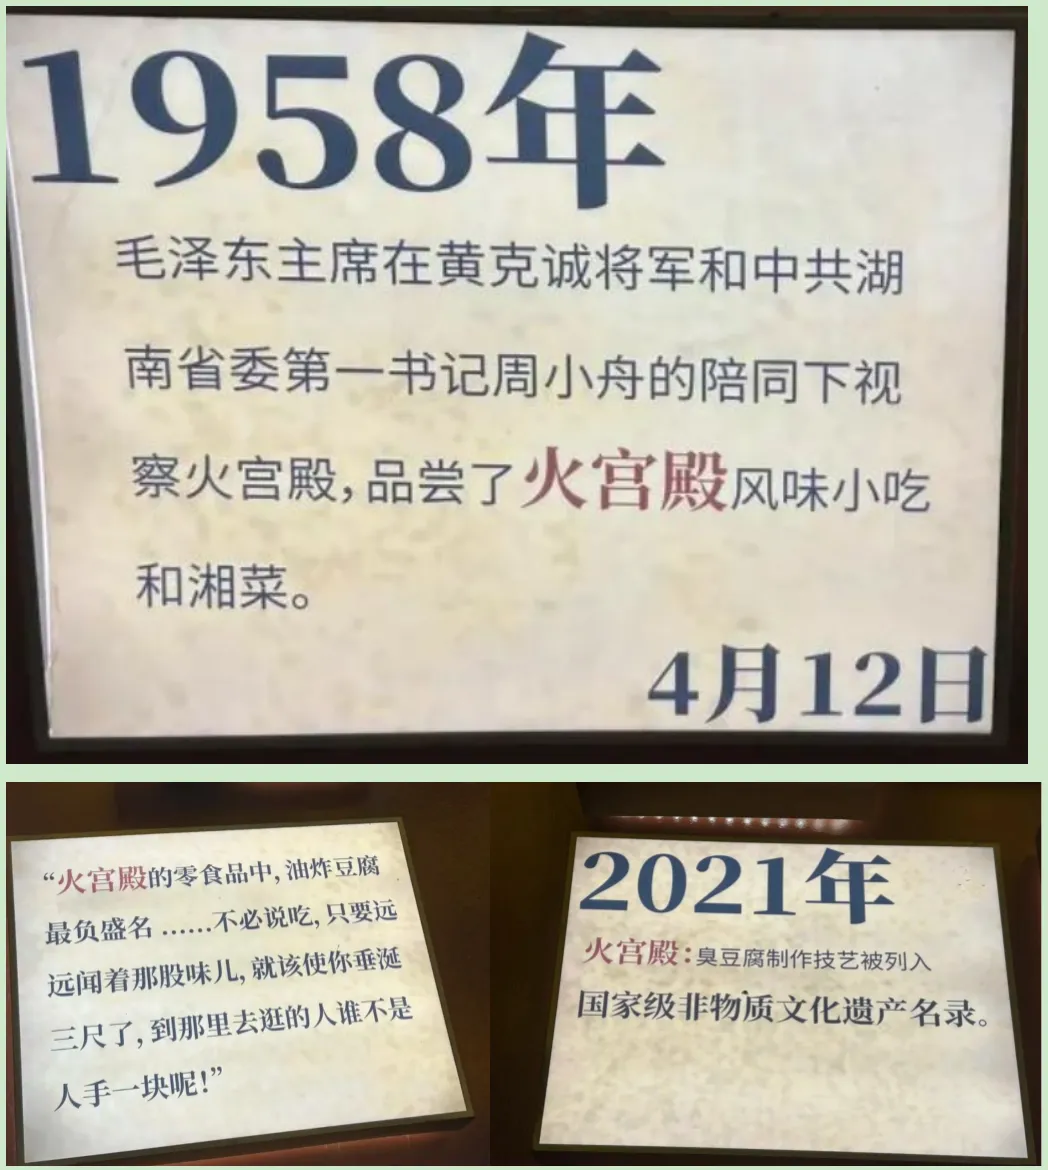 1958年
毛泽东主席在黄克诚将军和中共湖
南省委第一书记周小舟的陪同下视
察火宫殿，品尝了火宫殿风味小吃
和湘菜。
4月12日
“火宫殿的零食品中，油炸豆腐
最负盛名……不必说吃，只要远
远闻着那股味儿，就该使你垂涎
三尺了，到那里去逛的人谁不是
人手一块呢！”
2021年
火宫殿：臭豆腐制作技艺被列入
国家级非物质文化遗产名录。